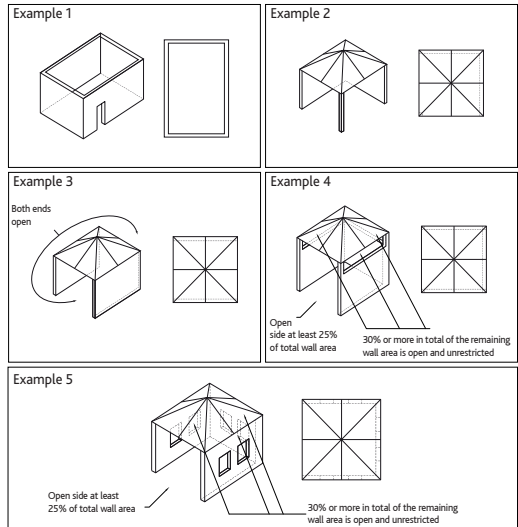 Example 1
Example 2
Example 3
Both ends
open
Example 4
Open
side at least 25%
of total wall area
30% or more in total of the remaining
wall area is open and unrestricted
Example 5
Open side at least
25% of total wall area
30% or more in total of the remaining
wall area is open and unrestricted